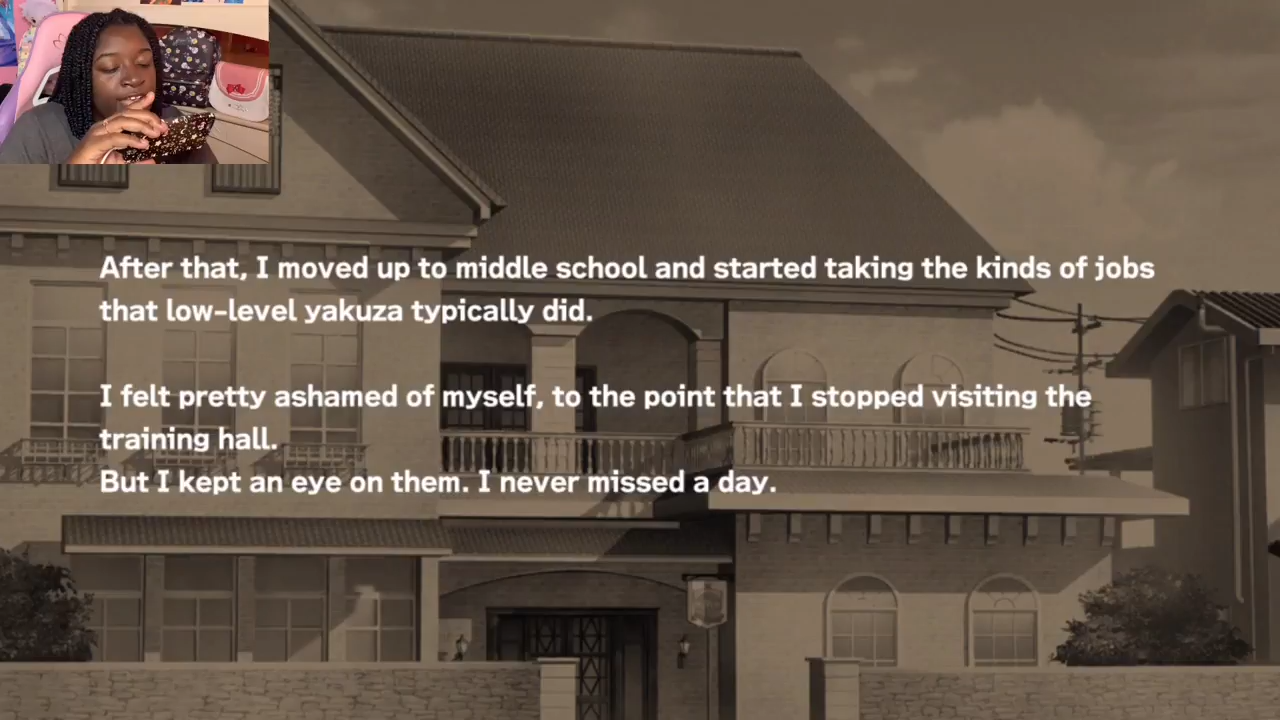 After that, I moved up to middle school and started taking the kinds of jobs
that low-level yakuza typically did.
I felt pretty ashamed of myself, to the point that I stopped visiting the
training hall.
But I kept an eye on them. I never missed a day.